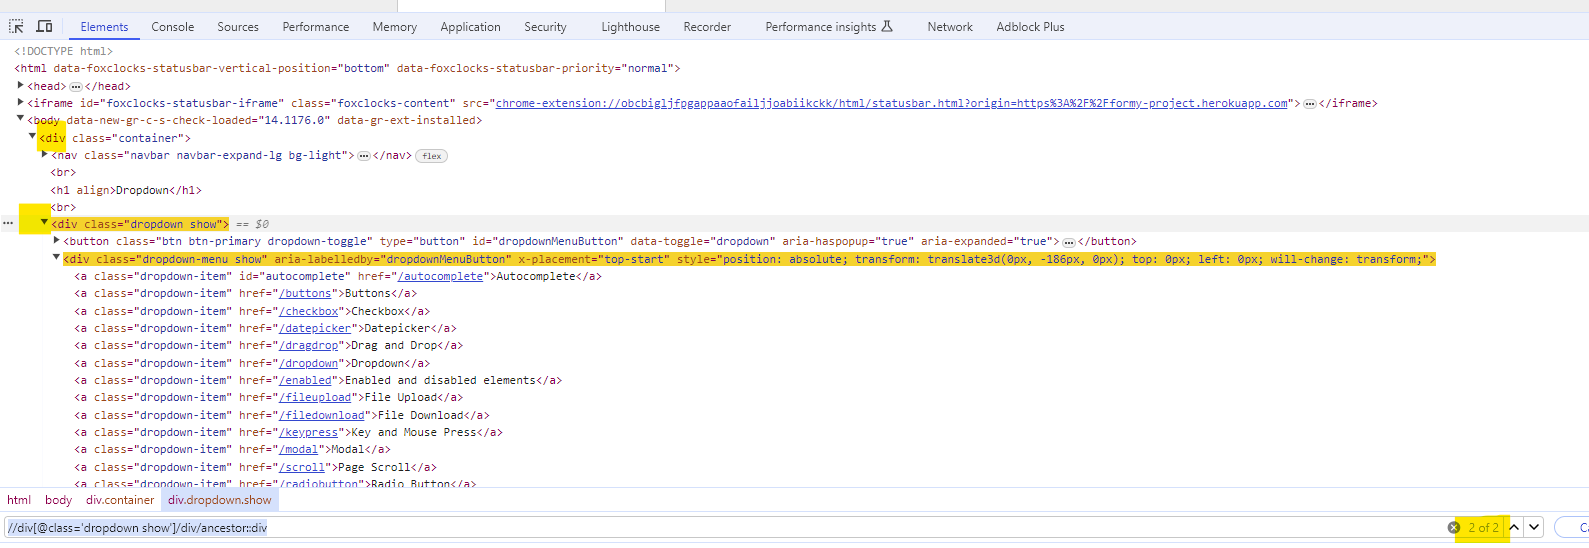 Elements Console Sources Performance Memory Application Security Lighthouse Recorder Performance insights Network Adblock Plus
<!DOCTYPE html>
<html data-foxclocks-statusbar-vertical-position="bottom" data-foxclocks-statusbar-priority="normal">
<head> … </head>
<iframe id="foxclocks-statusbar-iframe" class="foxclocks-content" src="chrome-extension://obcbigljfpgappaaofailjjoabiikckk/html/statusbar.html?origin=https%3A%2F%2Fformy-project.herokuapp.com"> … </iframe>
<body data-new-gr-c-s-check-loaded="14.1176.0" data-gr-ext-installed>
<div class="container">
<nav class="navbar navbar-expand-lg bg-light"> … </nav> flex
<br>
<h1 align>Dropdown</h1>
<br>
… <div class="dropdown show"> == $0
<button class="btn btn-primary dropdown-toggle" type="button" id="dropdownMenuButton" data-toggle="dropdown" aria-haspopup="true" aria-expanded="true"> … </button>
<div class="dropdown-menu show" aria-labelledby="dropdownMenuButton" x-placement="top-start" style="position: absolute; transform: translate3d(0px, -186px, 0px); top: 0px; left: 0px; will-change: transform;">
<a class="dropdown-item" id="autocomplete" href="/autocomplete">Autocomplete</a>
<a class="dropdown-item" href="/buttons">Buttons</a>
<a class="dropdown-item" href="/checkbox">Checkbox</a>
<a class="dropdown-item" href="/datepicker">Datepicker</a>
<a class="dropdown-item" href="/dragdrop">Drag and Drop</a>
<a class="dropdown-item" href="/dropdown">Dropdown</a>
<a class="dropdown-item" href="/enabled">Enabled and disabled elements</a>
<a class="dropdown-item" href="/fileupload">File Upload</a>
<a class="dropdown-item" href="/filedownload">File Download</a>
<a class="dropdown-item" href="/keypress">Key and Mouse Press</a>
<a class="dropdown-item" href="/modal">Modal</a>
<a class="dropdown-item" href="/scroll">Page Scroll</a>
<a class="dropdown-item" href="/radiobutton">Radio Button</a>
html body div.container div.dropdown.show
//div[@class='dropdown show']/div/ancestor::div 2 of 2 Ca